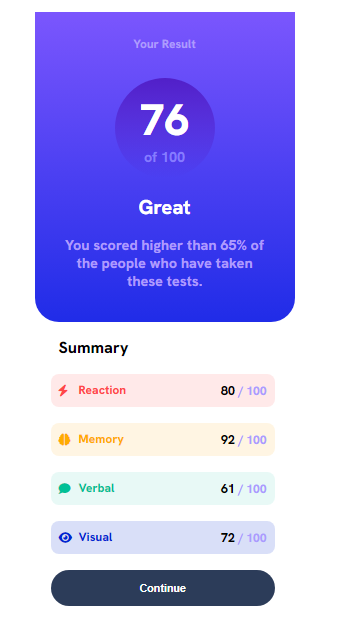 Your Result
76
of 100
Great
You scored higher than 65% of
the people who have taken
these tests.
Summary
Reaction 80 / 100
Memory 92 / 100
Verbal 61 / 100
Visual 72 / 100
Continue